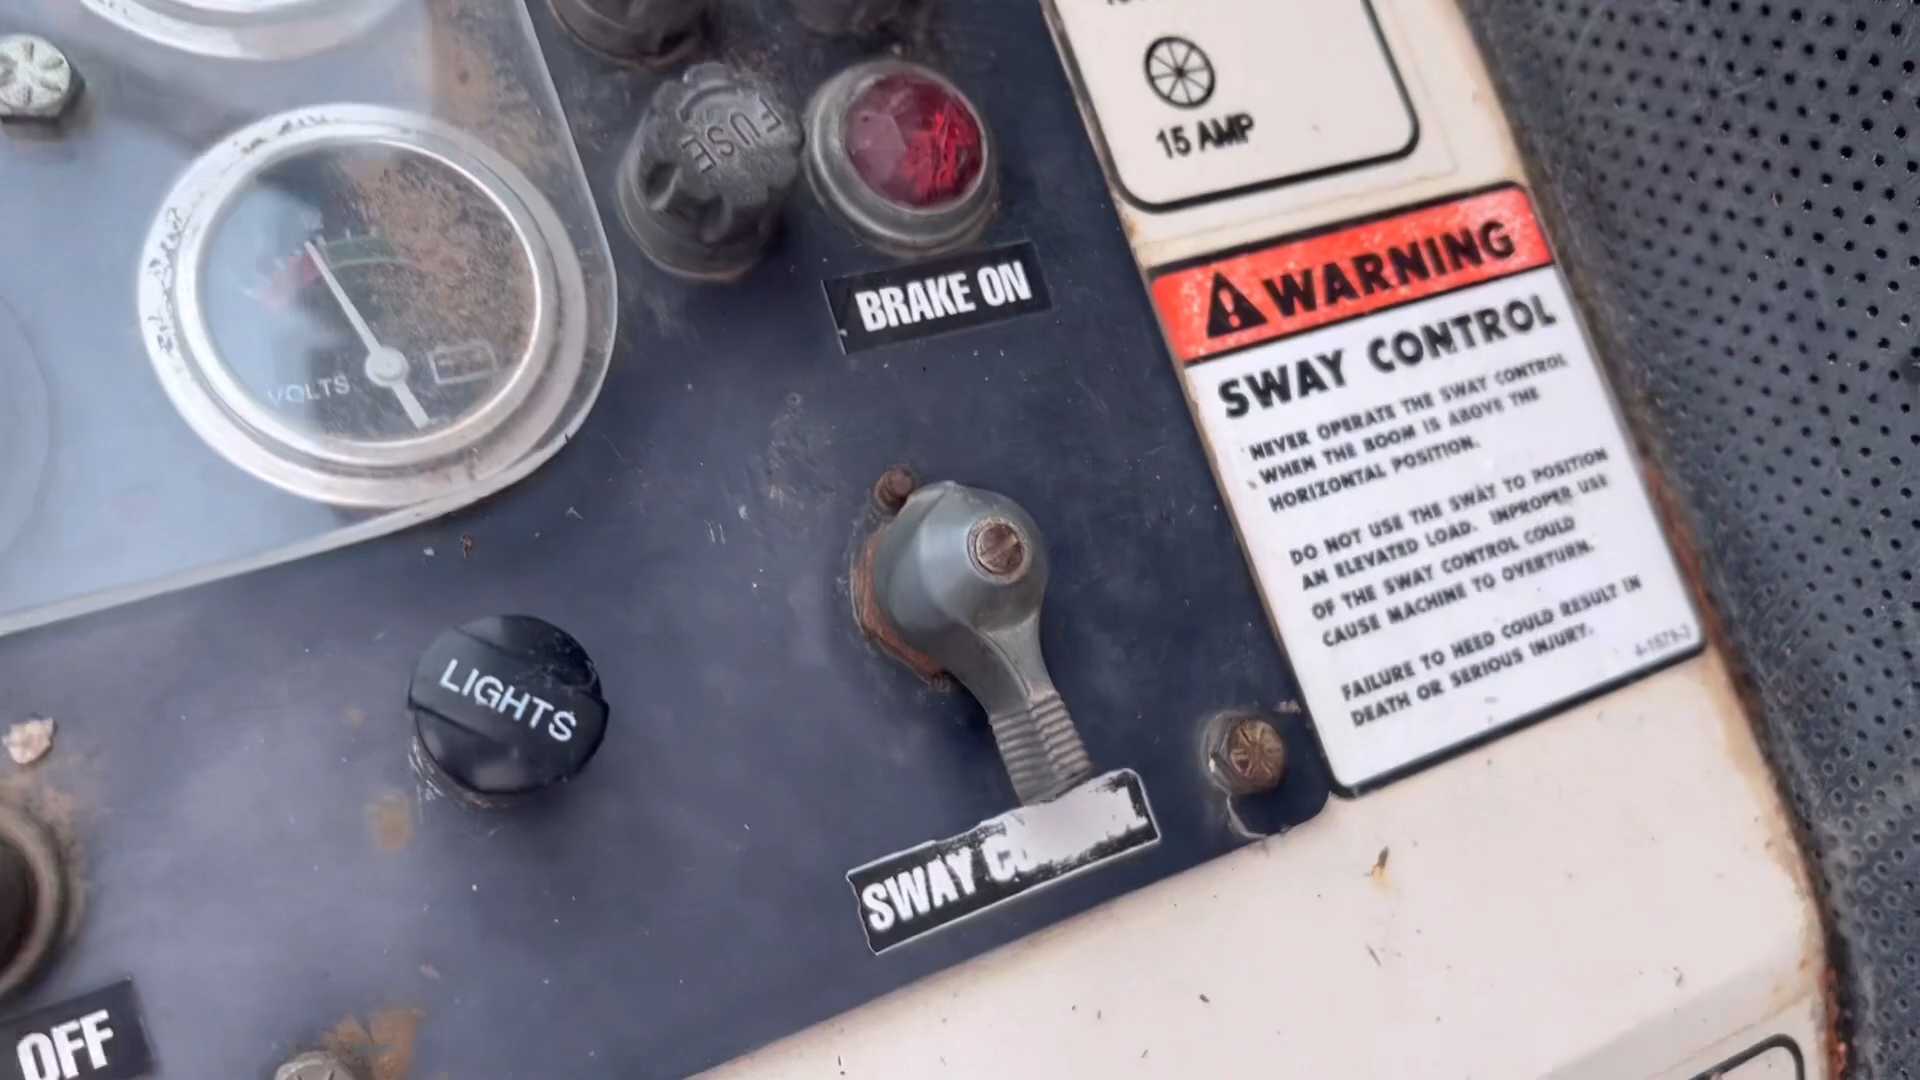 15 AMP
FUSE
BRAKE ON
VOLTS
WARNING
SWAY CONTROL
NEVER OPERATE THE SWAY CONTROL
WHEN THE BOOM IS ABOVE THE
HORIZONTAL POSITION.
DO NOT USE THE SWAY TO POSITION
AN ELEVATED LOAD. INPROPER USE
OF THE SWAY CONTROL COULD
CAUSE MACHINE TO OVERTURN.
FAILURE TO HEED COULD RESULT IN
DEATH OR SERIOUS INJURY.
LIGHTS
SWAY
OFF